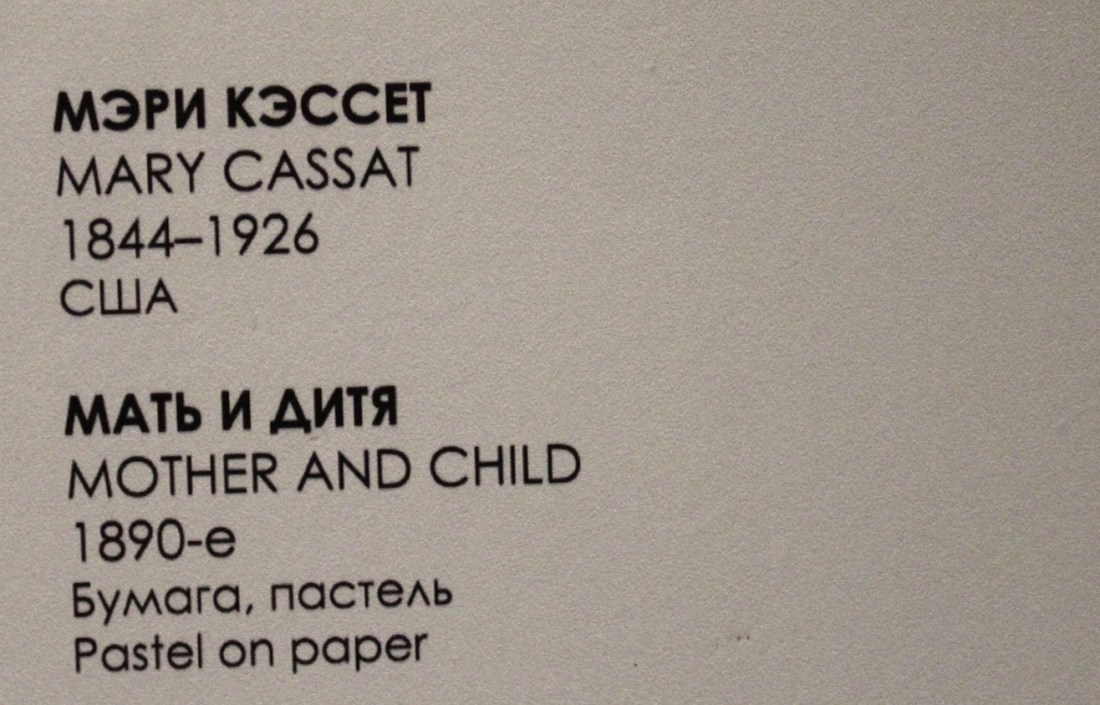 МЭРИ КЭССЕТ
MARY CASSAT
1844–1926
США
МАТЬ И ДИТЯ
MOTHER AND CHILD
1890-е
Бумага, пастель
Pastel on paper